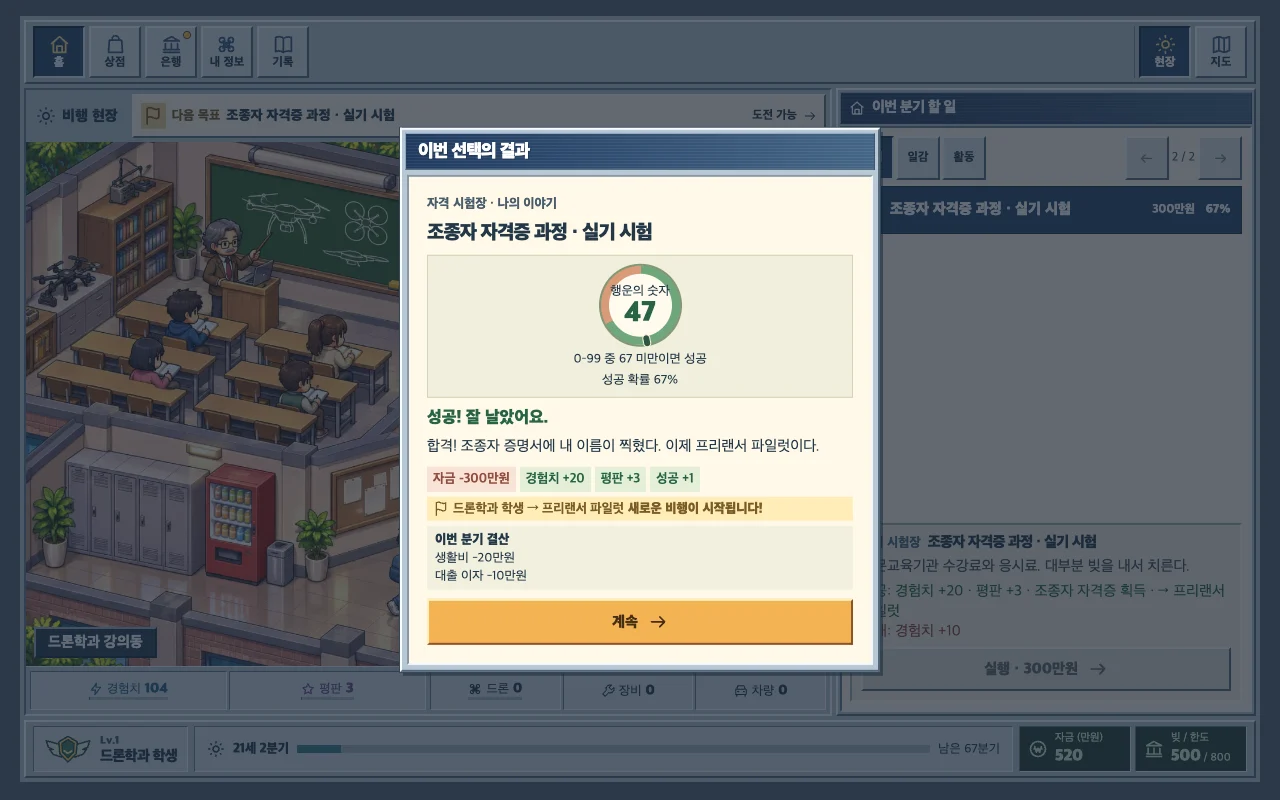 홈
상점
은행
내 정보
기록
현장
지도
비행 현장
다음 목표 조종자 자격증 과정 · 실기 시험
도전 가능 →
이번 분기 할 일
일감
활동
← 2 / 2 →
조종자 자격증 과정 · 실기 시험 300만원 67%
이번 선택의 결과
자격 시험장 · 나의 이야기
조종자 자격증 과정 · 실기 시험
행운의 숫자
47
0-99 중 67 미만이면 성공
성공 확률 67%
성공! 잘 날았어요.
합격! 조종자 증명서에 내 이름이 찍혔다. 이제 프리랜서 파일럿이다.
자금 -300만원 경험치 +20 평판 +3 성공 +1
드론학과 학생 → 프리랜서 파일럿 새로운 비행이 시작됩니다!
이번 분기 결산
생활비 -20만원
대출 이자 -10만원
계속 →
시험장 조종자 자격증 과정 · 실기 시험
교육기관 수강료와 응시료. 대부분 빚을 내서 치른다.
: 경험치 +20 · 평판 +3 · 조종자 자격증 획득 · → 프리랜서
럿
: 경험치 +10
실행 · 300만원 →
드론학과 강의동
경험치 104
평판 3
드론 0
장비 0
차량 0
Lv.1
드론학과 학생
21세 2분기
남은 67분기
자금 (만원)
520
빚 / 한도
500 / 800